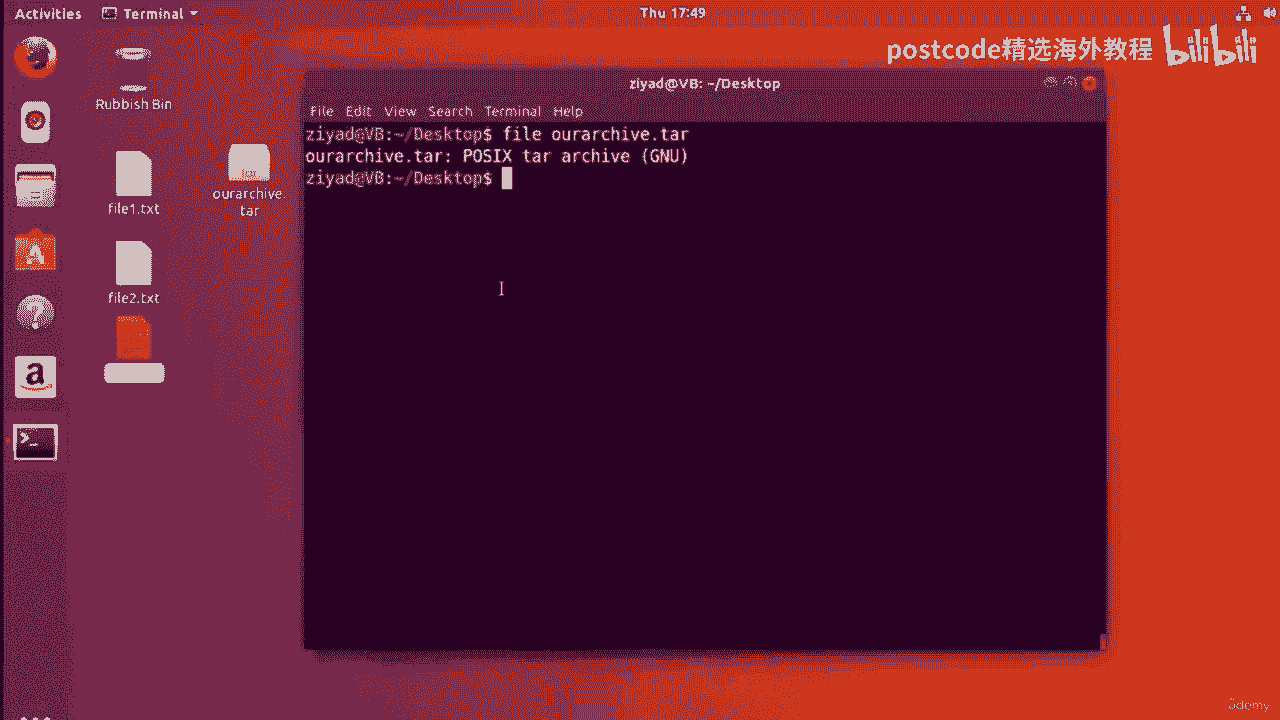 Activities
Terminal
Thu 17:49
postcode精选海外教程 bilibili
Rubbish Bin
ziyad@VB: ~/Desktop
File Edit View Search Terminal Help
ziyad@VB:~/Desktop$ file ourarchive.tar
ourarchive.tar: POSIX tar archive (GNU)
ziyad@VB:~/Desktop$
file1.txt
ourarchive.
tar
file2.txt
a
>_
ûdemy